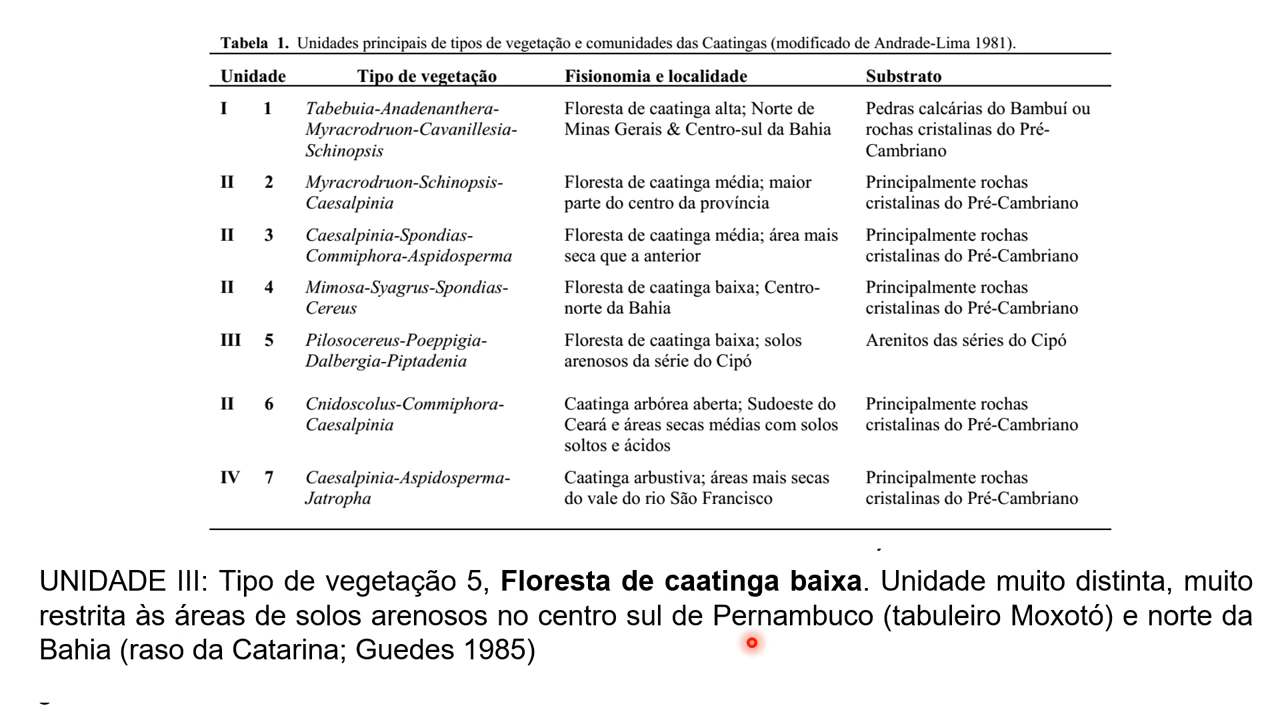 Tabela 1. Unidades principais de tipos de vegetação e comunidades das Caatingas (modificado de Andrade-Lima 1981).
Unidade Tipo de vegetação Fisionomia e localidade Substrato
I 1 Tabebuia-Anadenanthera- Floresta de caatinga alta; Norte de Pedras calcárias do Bambuí ou
Myracrodruon-Cavanillesia- Minas Gerais & Centro-sul da Bahia rochas cristalinas do Pré-
Schinopsis Cambriano
II 2 Myracrodruon-Schinopsis- Floresta de caatinga média; maior Principalmente rochas
Caesalpinia parte do centro da província cristalinas do Pré-Cambriano
II 3 Caesalpinia-Spondias- Floresta de caatinga média; área mais Principalmente rochas
Commiphora-Aspidosperma seca que a anterior cristalinas do Pré-Cambriano
II 4 Mimosa-Syagrus-Spondias- Floresta de caatinga baixa; Centro- Principalmente rochas
Cereus norte da Bahia cristalinas do Pré-Cambriano
III 5 Pilosocereus-Poeppigia- Floresta de caatinga baixa; solos Arenitos das séries do Cipó
Dalbergia-Piptadenia arenosos da série do Cipó
II 6 Cnidoscolus-Commiphora- Caatinga arbórea aberta; Sudoeste do Principalmente rochas
Caesalpinia Ceará e áreas secas médias com solos cristalinas do Pré-Cambriano
soltos e ácidos
IV 7 Caesalpinia-Aspidosperma- Caatinga arbustiva; áreas mais secas Principalmente rochas
Jatropha do vale do rio São Francisco cristalinas do Pré-Cambriano
UNIDADE III: Tipo de vegetação 5, Floresta de caatinga baixa. Unidade muito distinta, muito
restrita às áreas de solos arenosos no centro sul de Pernambuco (tabuleiro Moxotó) e norte da
Bahia (raso da Catarina; Guedes 1985)